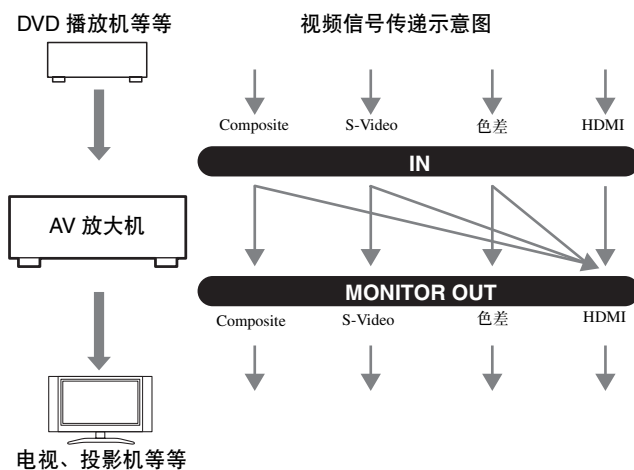 DVD 播放机等等
视频信号传递示意图
Composite S-Video 色差 HDMI
IN
AV 放大机
MONITOR OUT
Composite S-Video 色差 HDMI
电视、投影机等等